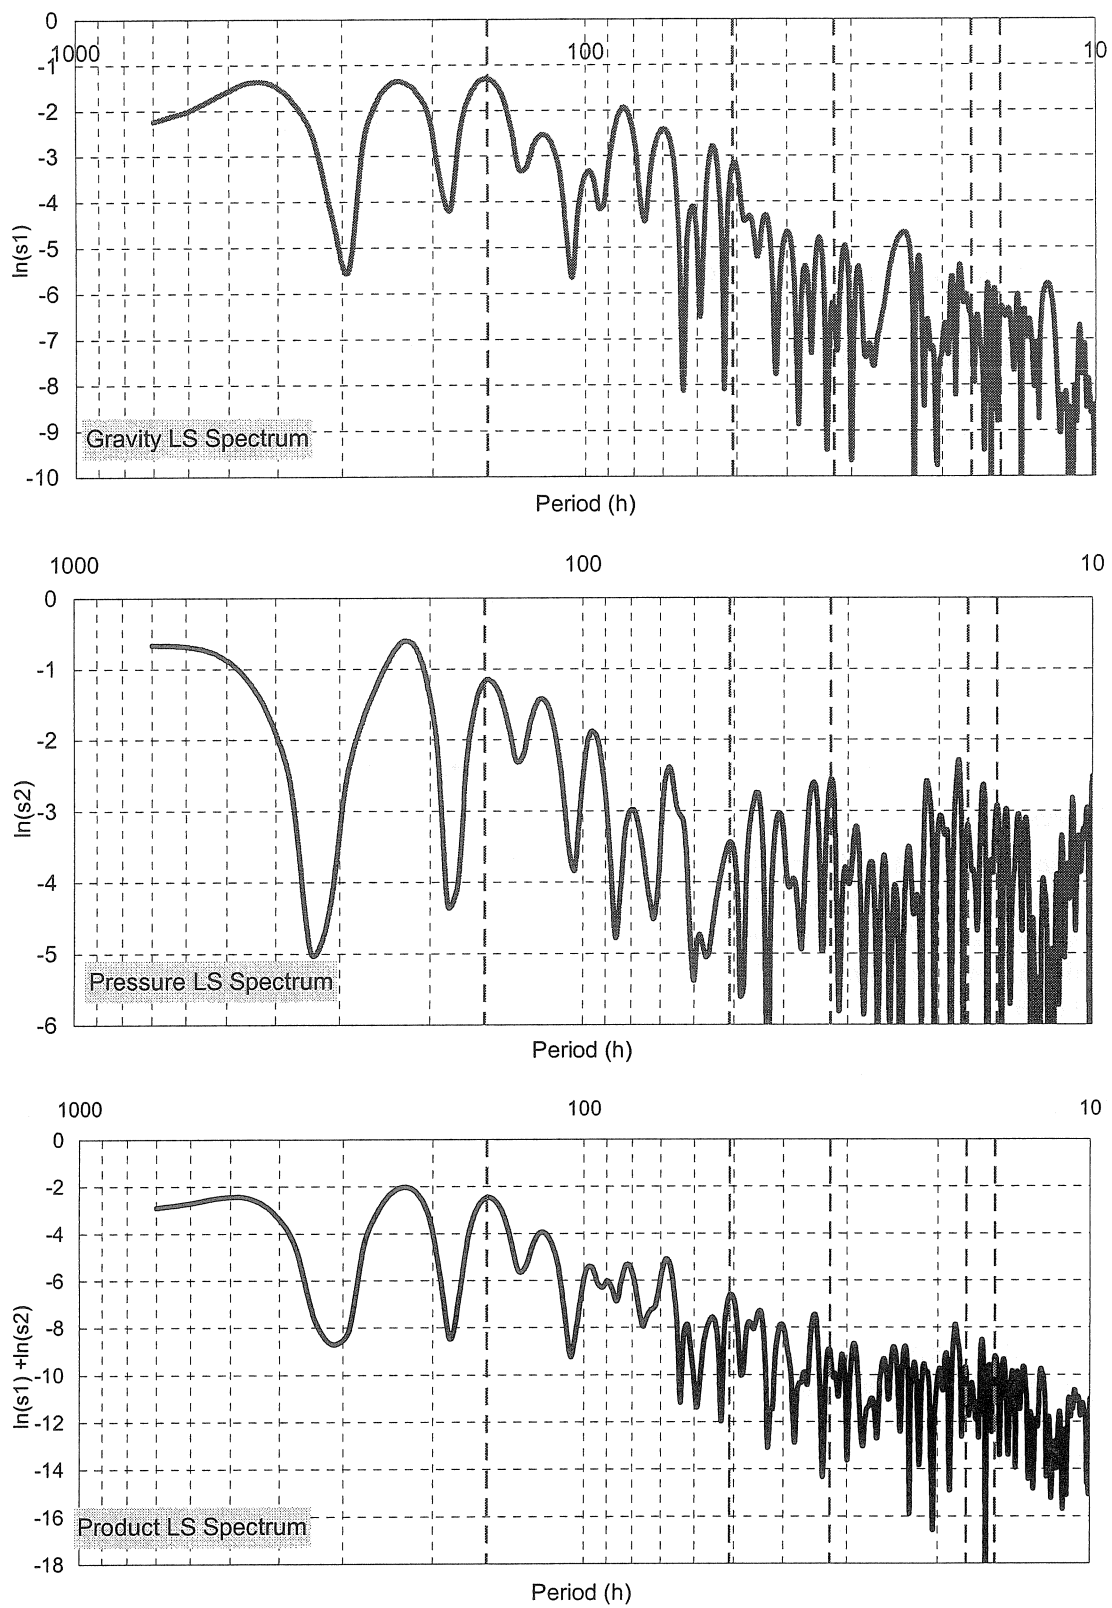 0
1000 100 10
-1
-2
-3
-4
-5
-6
-7
-8
-9
-10
ln(s1)
Gravity LS Spectrum
Period (h)
1000 100 10
0
-1
-2
-3
-4
-5
-6
ln(s2)
Pressure LS Spectrum
Period (h)
1000 100 10
0
-2
-4
-6
-8
-10
-12
-14
-16
-18
ln(s1) +ln(s2)
Product LS Spectrum
Period (h)